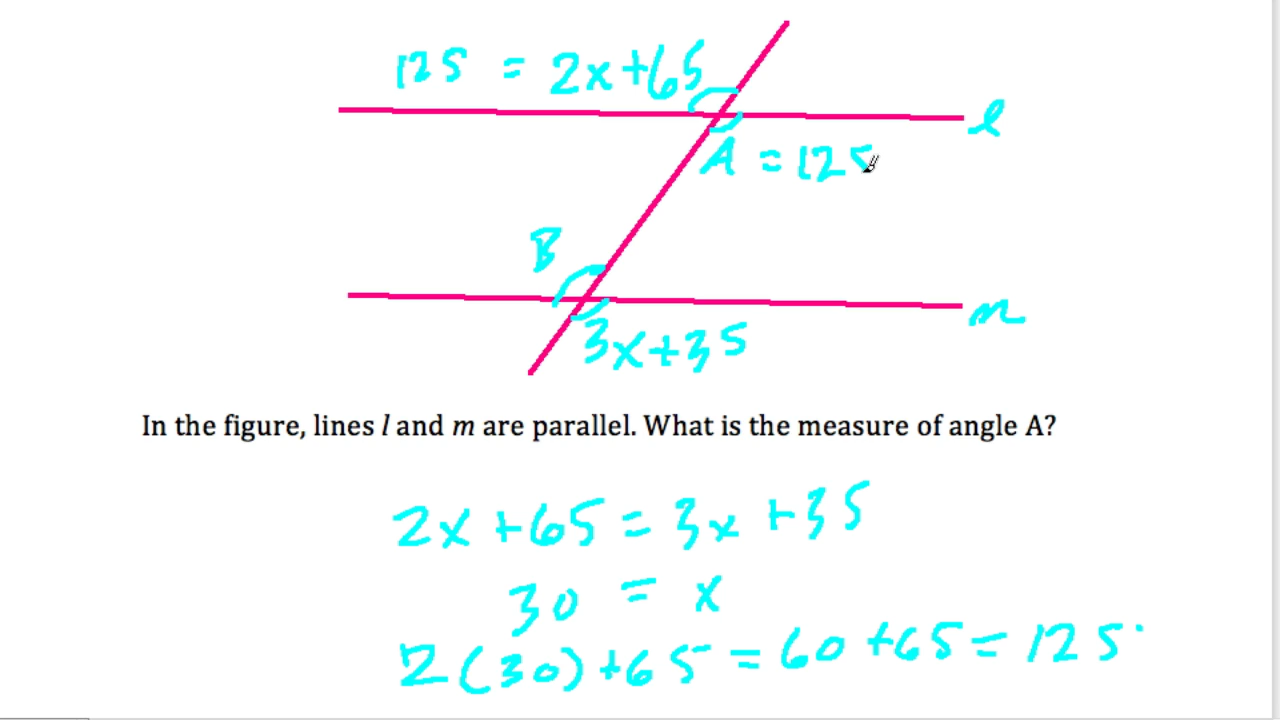 125 = 2x+65
l
A = 125
B
m
3x+35
In the figure, lines l and m are parallel. What is the measure of angle A?
2x+65 = 3x+35
30 = x
2(30)+65 = 60+65 = 125°